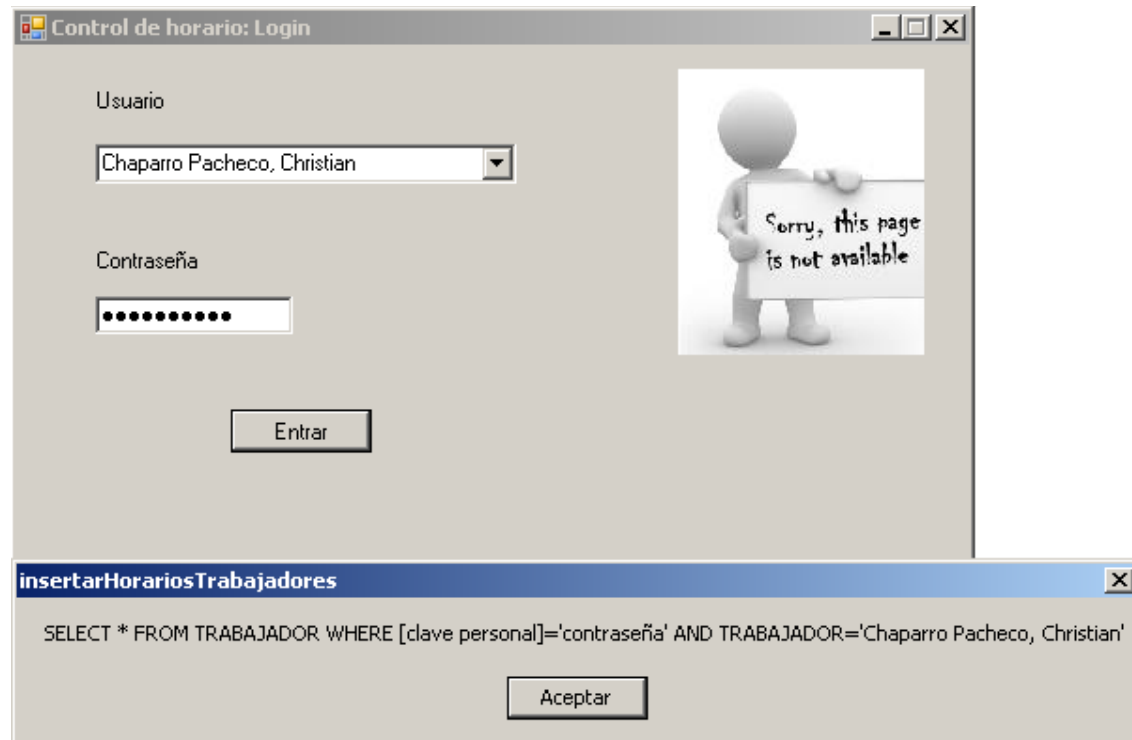 Control de horario: Login
Usuario
Chaparro Pacheco, Christian
Sorry, this page
is not available
Contraseña
●●●●●●●●●●
Entrar
insertarHorariosTrabajadores
SELECT * FROM TRABAJADOR WHERE [clave personal]='contraseña' AND TRABAJADOR='Chaparro Pacheco, Christian'
Aceptar